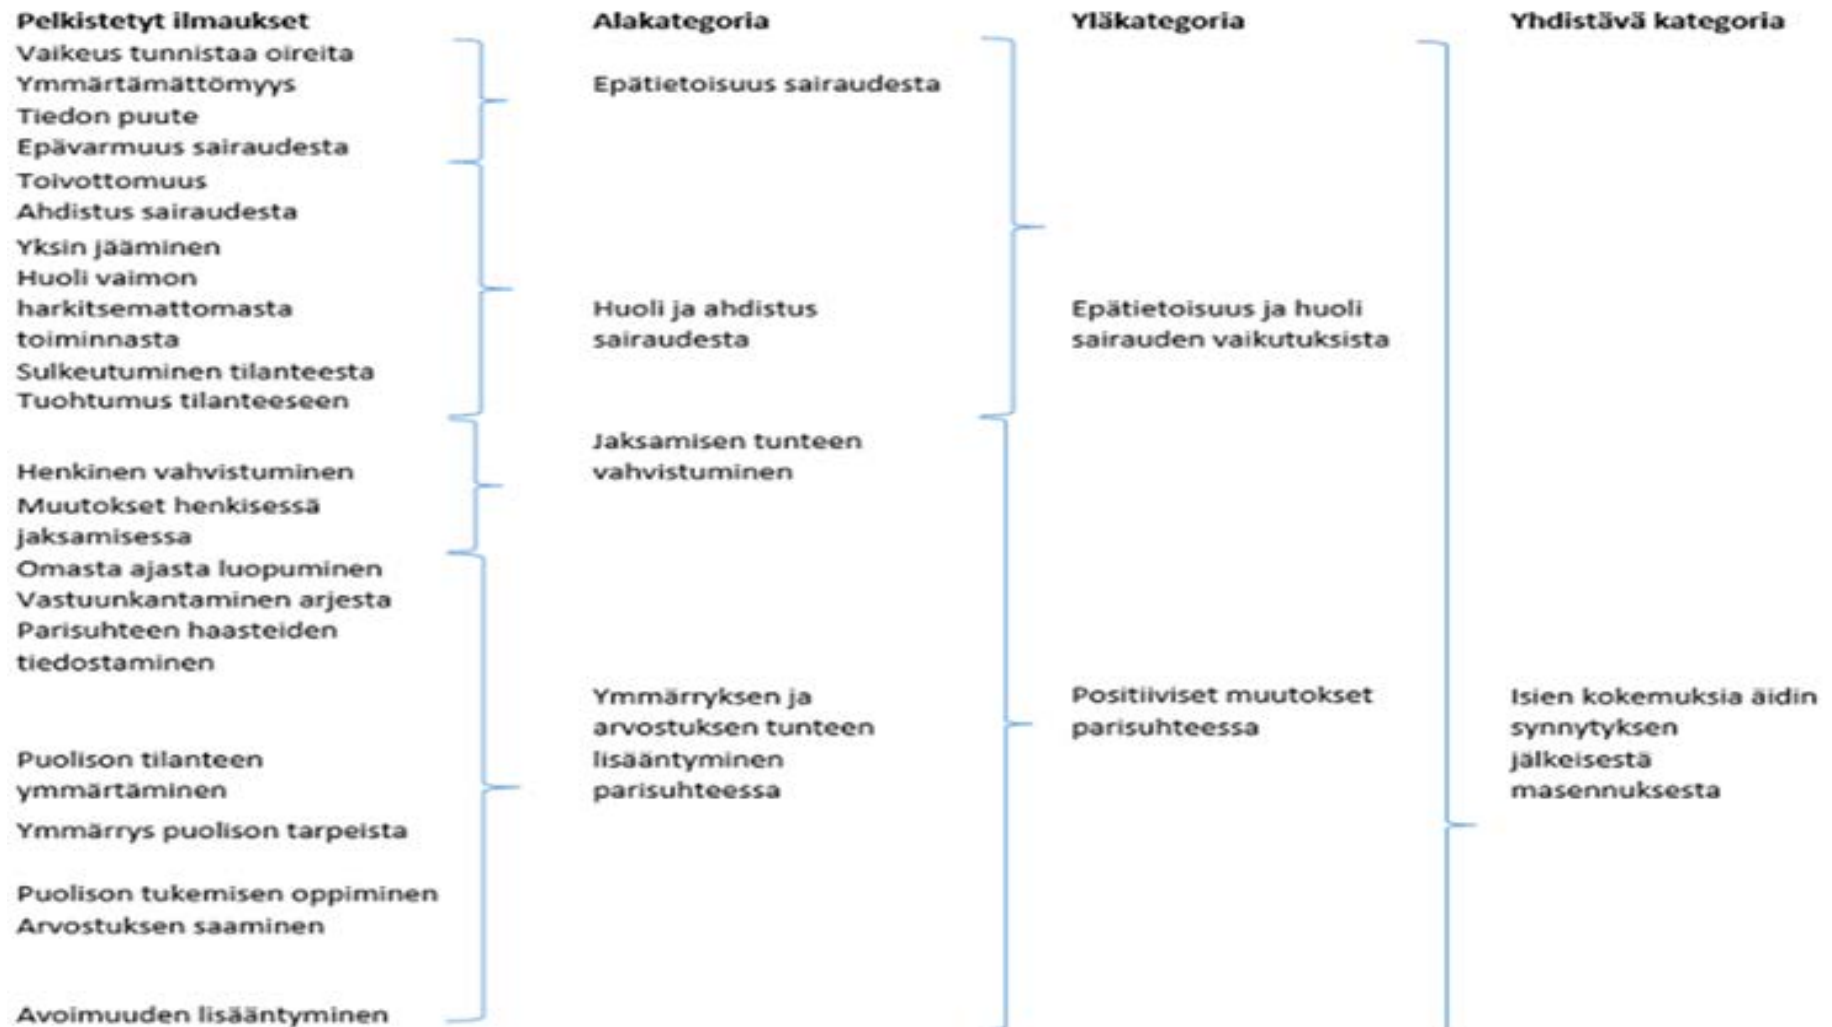 Pelkistetyt ilmaukset
Vaikeus tunnistaa oireita
Ymmärtämättömyys
Tiedon puute
Epävarmuus sairaudesta
Toivottomuus
Ahdistus sairaudesta
Yksin jääminen
Huoli vaimon
harkitsemattomasta
toiminnasta
Sulkeutuminen tilanteesta
Tuohtumus tilanteeseen
Henkinen vahvistuminen
Muutokset henkisessä
jaksamisessa
Omasta ajasta luopuminen
Vastuunkantaminen arjesta
Parisuhteen haasteiden
tiedostaminen
Puolison tilanteen
ymmärtäminen
Ymmärrys puolison tarpeista
Puolison tukemisen oppiminen
Arvostuksen saaminen
Avoimuuden lisääntyminen
Alakategoria
Epätietoisuus sairaudesta
Huoli ja ahdistus
sairaudesta
Jaksamisen tunteen
vahvistuminen
Ymmärryksen ja
arvostuksen tunteen
lisääntyminen
parisuhteessa
Yläkategoria
Epätietoisuus ja huoli
sairauden vaikutuksista
Positiiviset muutokset
parisuhteessa
Yhdistävä kategoria
Isien kokemuksia äidin
synnytyksen
jälkeisestä
masennuksesta